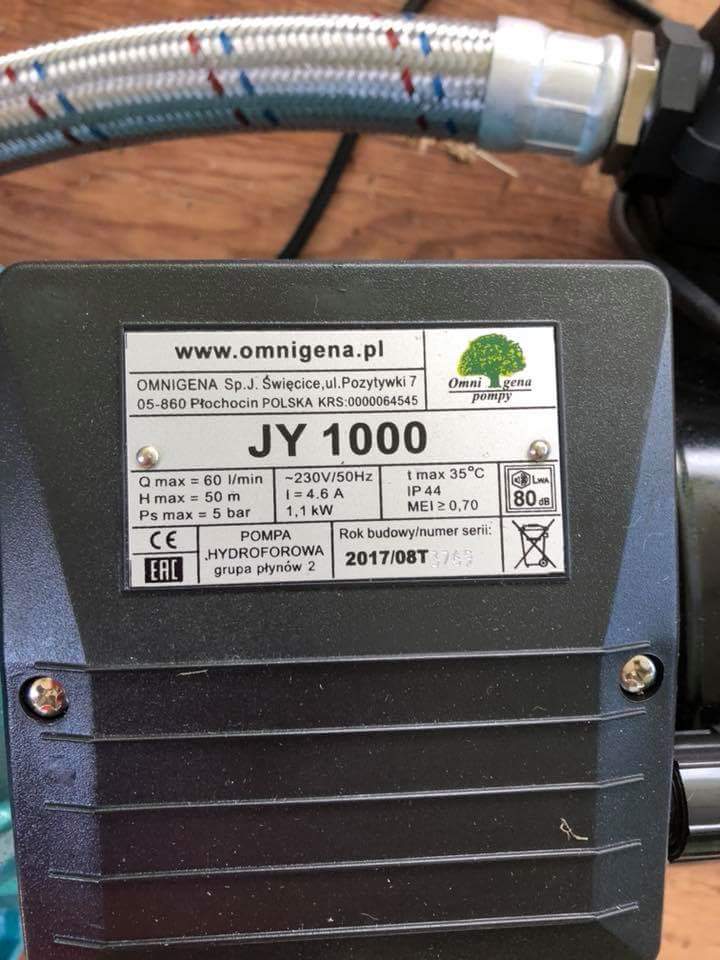 www.omnigena.pl
OMNIGENA Sp.J. Święcice,ul.Pozytywki 7
05-860 Płochocin POLSKA KRS:0000064545
Omni gena
pompy
JY 1000
Q max = 60 l/min
H max = 50 m
Ps max = 5 bar
~230V/50Hz
I = 4.6 A
1,1 kW
t max 35°C
IP 44
MEI ≥ 0,70
LWA
80 dB
CE
EAC
POMPA
.HYDROFOROWA
grupa płynów 2
Rok budowy/numer serii:
2017/08T